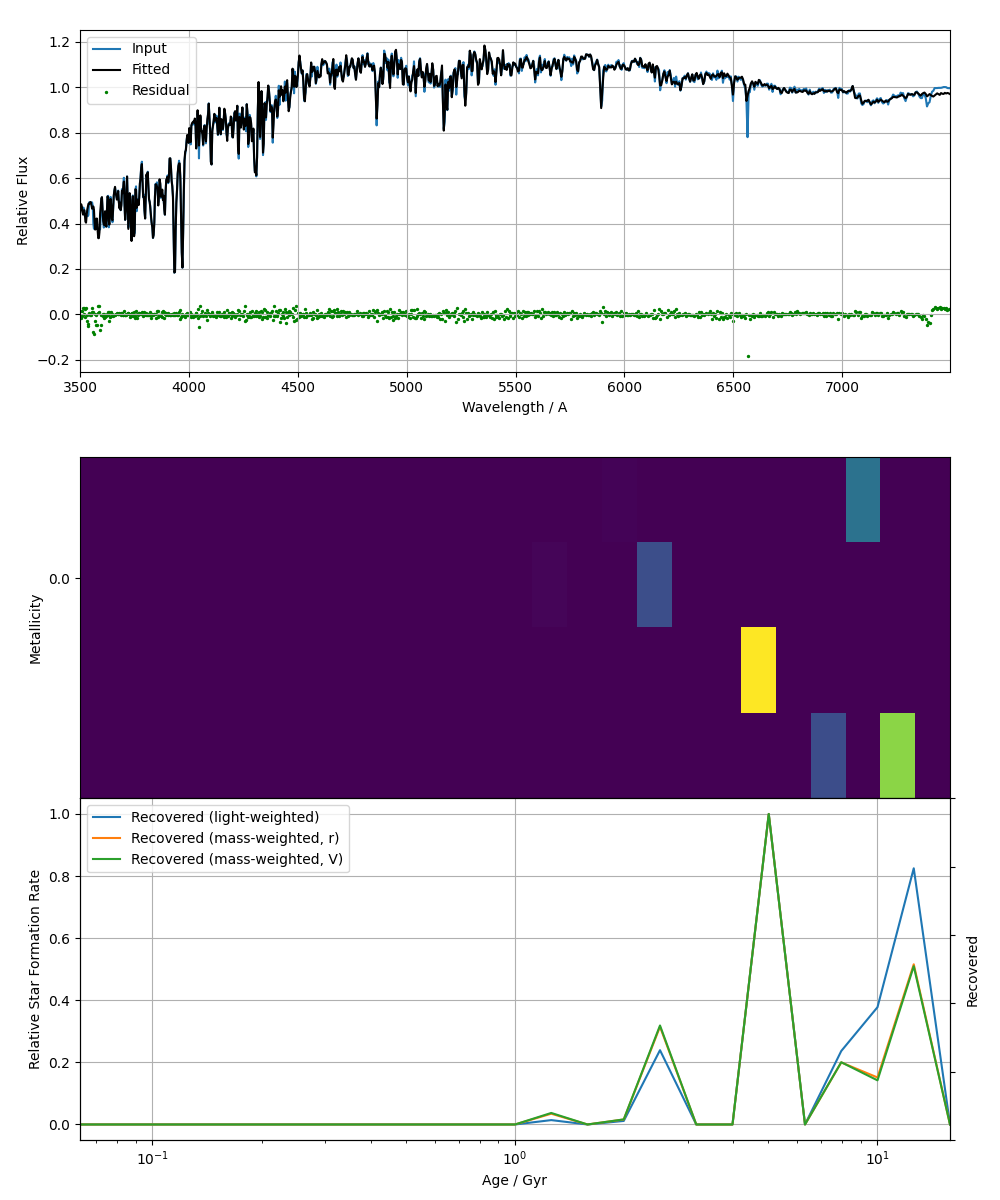 1.2
1.0
0.8
0.6
0.4
0.2
0.0
−0.2
Relative Flux
Input
Fitted
Residual
3500 4000 4500 5000 5500 6000 6500 7000
Wavelength / A
0.0
Metallicity
1.0
0.8
0.6
0.4
0.2
0.0
Relative Star Formation Rate
Recovered (light-weighted)
Recovered (mass-weighted, r)
Recovered (mass-weighted, V)
Recovered
10⁻¹ 10⁰ 10¹
Age / Gyr